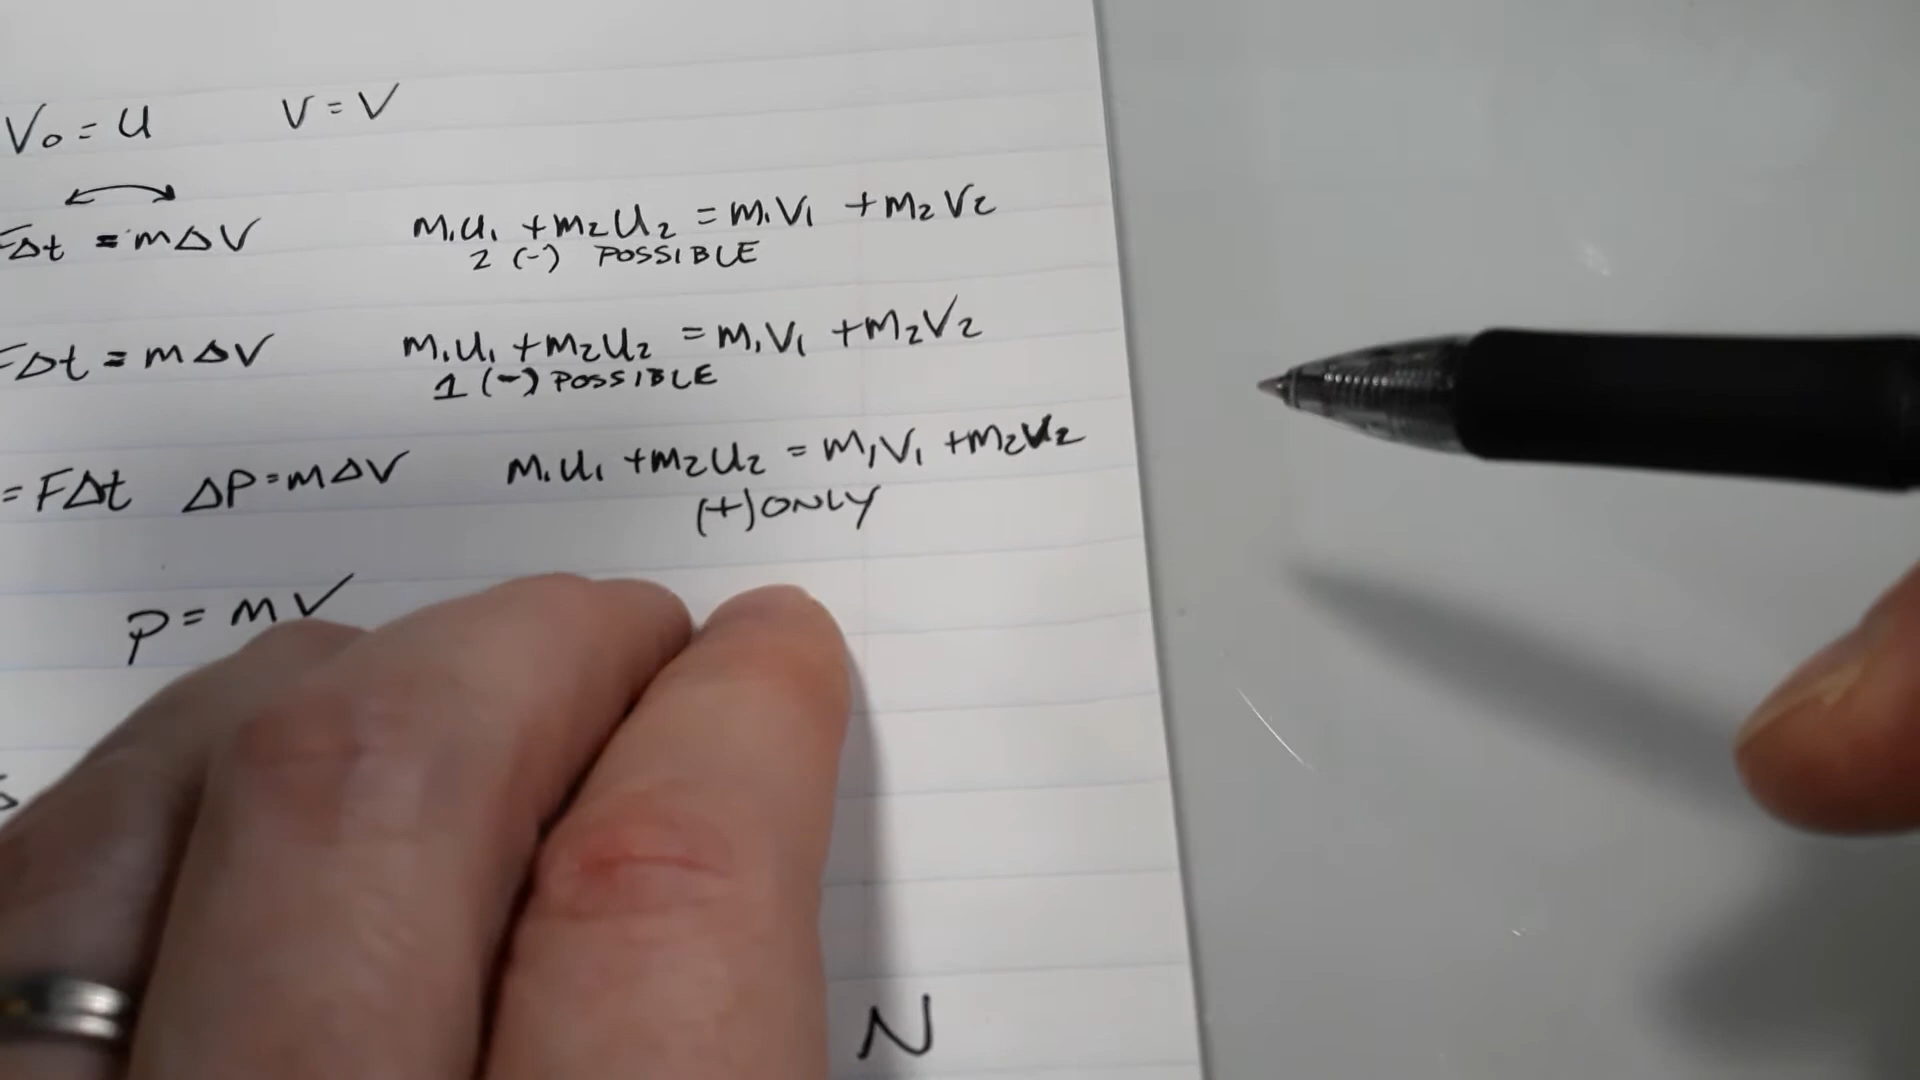 V₀ = U V = V
FΔt = mΔV m₁U₁ + m₂U₂ = m₁V₁ + m₂V₂
2 (-) POSSIBLE
FΔt = mΔV m₁U₁ + m₂U₂ = m₁V₁ + m₂V₂
1 (-) POSSIBLE
= FΔt ΔP = mΔV m₁U₁ + m₂U₂ = m₁V₁ + m₂V₂
(+) ONLY
P = mV
N